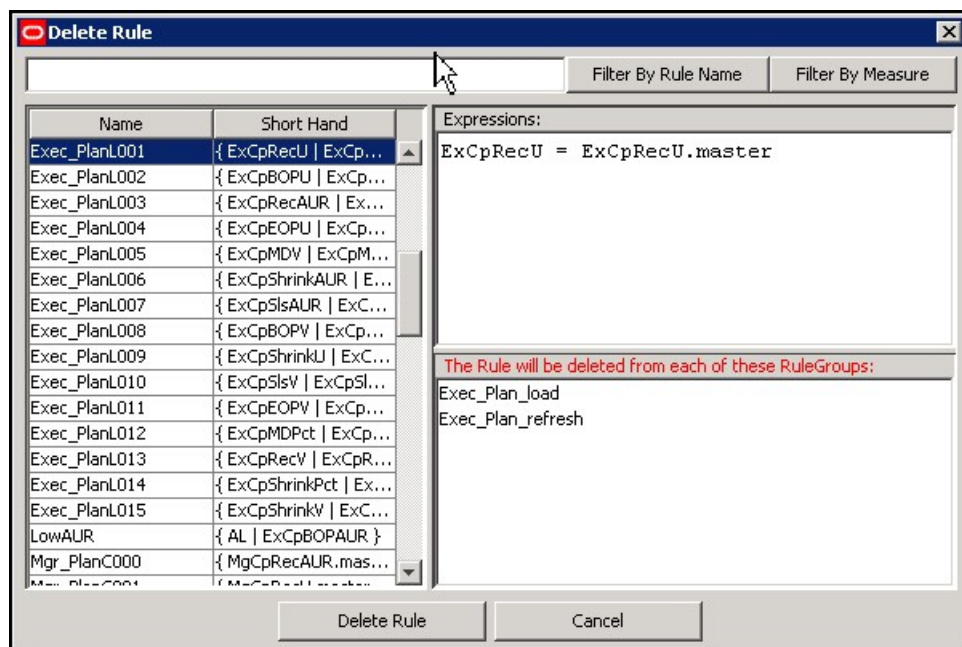 Delete Rule
Filter By Rule Name Filter By Measure
Name Short Hand
Exec_PlanL001 { ExCpRecU | ExCp...
Exec_PlanL002 { ExCpBOPU | ExCp...
Exec_PlanL003 { ExCpRecAUR | Ex...
Exec_PlanL004 { ExCpEOPU | ExCp...
Exec_PlanL005 { ExCpMDV | ExCpM...
Exec_PlanL006 { ExCpShrinkAUR | E...
Exec_PlanL007 { ExCpSlsAUR | ExC...
Exec_PlanL008 { ExCpBOPV | ExCp...
Exec_PlanL009 { ExCpShrinkU | ExC...
Exec_PlanL010 { ExCpSlsV | ExCpSl...
Exec_PlanL011 { ExCpEOPV | ExCp...
Exec_PlanL012 { ExCpMDPct | ExCp...
Exec_PlanL013 { ExCpRecV | ExCpR...
Exec_PlanL014 { ExCpShrinkPct | Ex...
Exec_PlanL015 { ExCpShrinkV | ExC...
LowAUR { AL | ExCpBOPAUR }
Mgr_PlanC000 { MgCpRecAUR.mas...
Expressions:
ExCpRecU = ExCpRecU.master
The Rule will be deleted from each of these RuleGroups:
Exec_Plan_load
Exec_Plan_refresh
Delete Rule Cancel